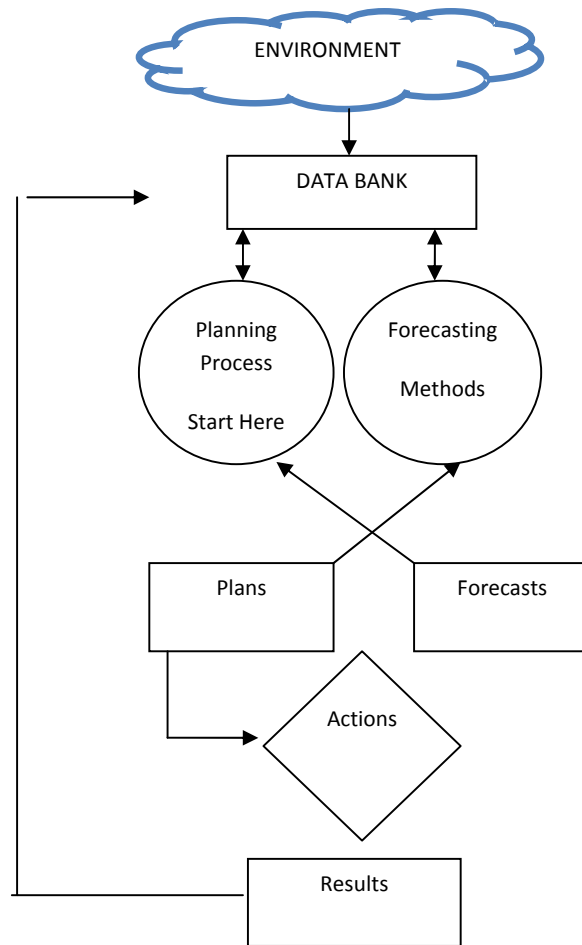 ENVIRONMENT
DATA BANK
Planning
Process
Start Here
Forecasting
Methods
Plans
Forecasts
Actions
Results